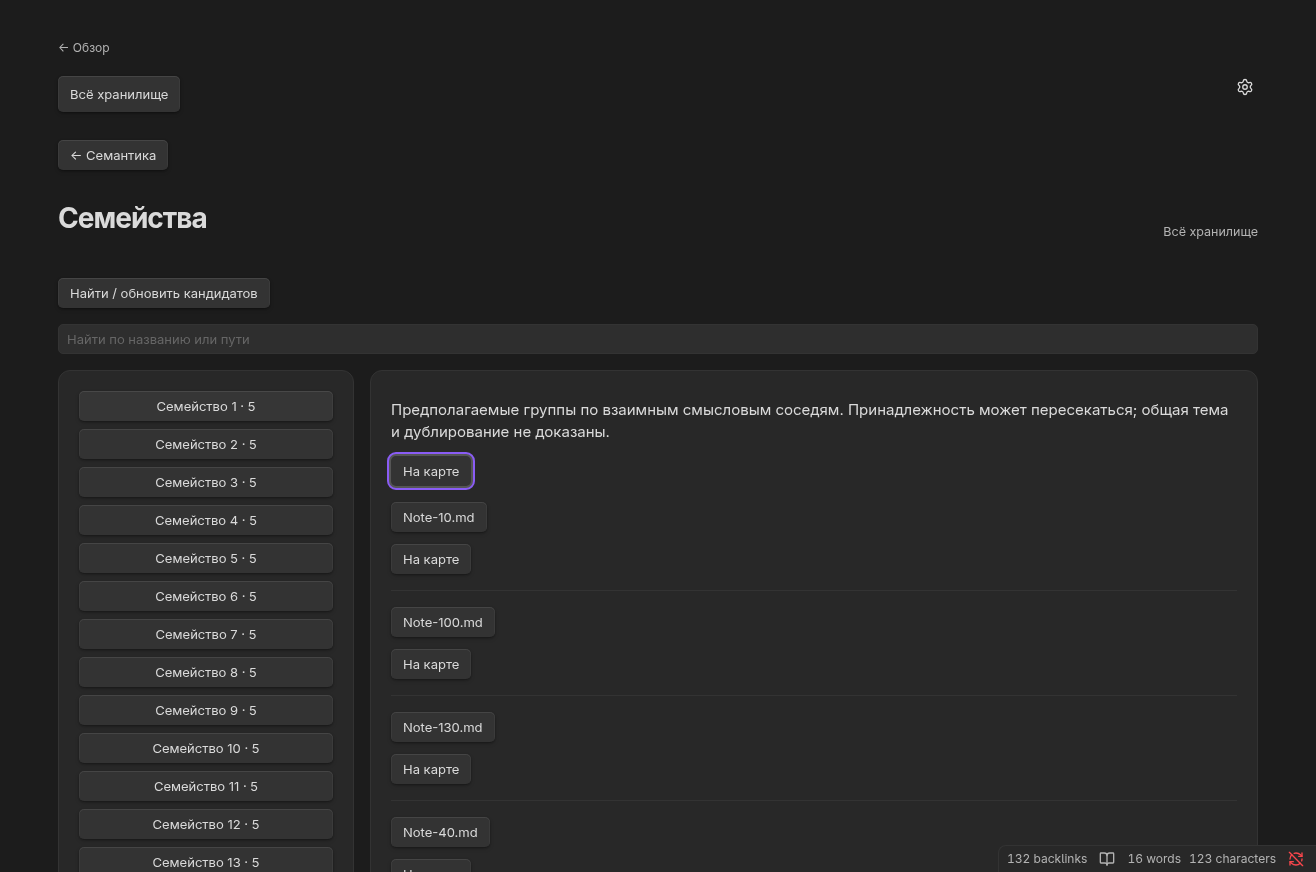 ← Обзор
Всё хранилище
← Семантика
Семейства
Всё хранилище
Найти / обновить кандидатов
Найти по названию или пути
Семейство 1 · 5
Семейство 2 · 5
Семейство 3 · 5
Семейство 4 · 5
Семейство 5 · 5
Семейство 6 · 5
Семейство 7 · 5
Семейство 8 · 5
Семейство 9 · 5
Семейство 10 · 5
Семейство 11 · 5
Семейство 12 · 5
Семейство 13 · 5
Предполагаемые группы по взаимным смысловым соседям. Принадлежность может пересекаться; общая тема
и дублирование не доказаны.
На карте
Note-10.md
На карте
Note-100.md
На карте
Note-130.md
На карте
Note-40.md
132 backlinks 16 words 123 characters